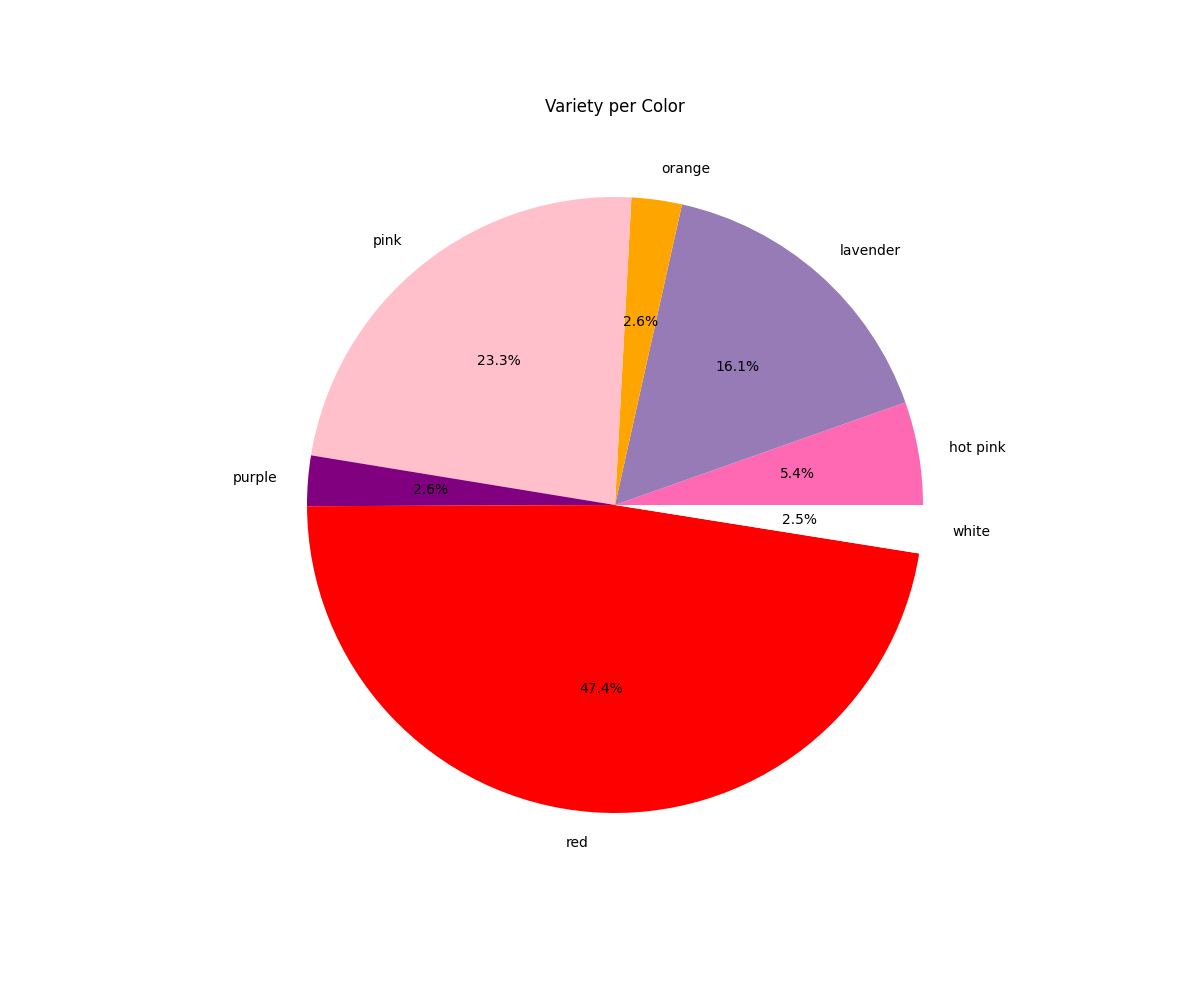 Variety per Color
orange
pink
lavender
2.6%
23.3%
16.1%
hot pink
5.4%
purple
2.6%
2.5%
white
47.4%
red